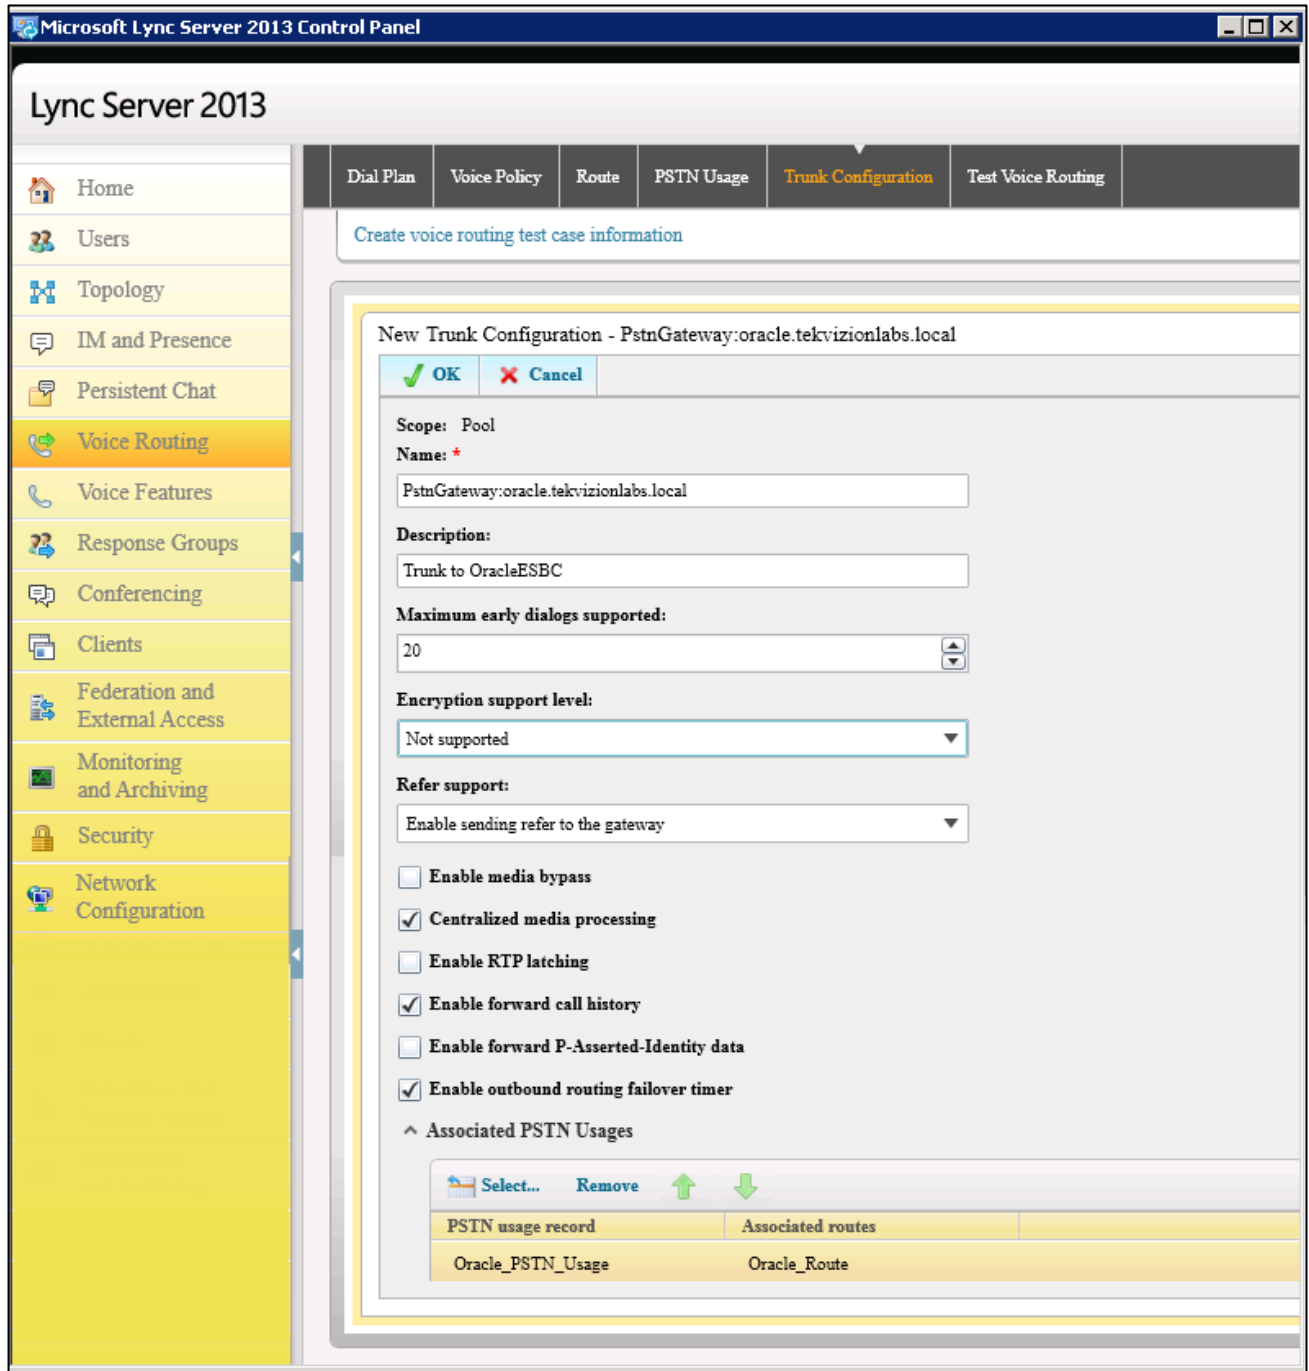 Microsoft Lync Server 2013 Control Panel
Lync Server 2013
Home
Users
Topology
IM and Presence
Persistent Chat
Voice Routing
Voice Features
Response Groups
Conferencing
Clients
Federation and
External Access
Monitoring
and Archiving
Security
Network
Configuration
Dial Plan Voice Policy Route PSTN Usage Trunk Configuration Test Voice Routing
Create voice routing test case information
New Trunk Configuration - PstnGateway:oracle.tekvizionlabs.local
OK Cancel
Scope: Pool
Name: *
PstnGateway:oracle.tekvizionlabs.local
Description:
Trunk to OracleESBC
Maximum early dialogs supported:
20
Encryption support level:
Not supported
Refer support:
Enable sending refer to the gateway
Enable media bypass
Centralized media processing
Enable RTP latching
Enable forward call history
Enable forward P-Asserted-Identity data
Enable outbound routing failover timer
Associated PSTN Usages
Select... Remove
PSTN usage record Associated routes
Oracle_PSTN_Usage Oracle_Route